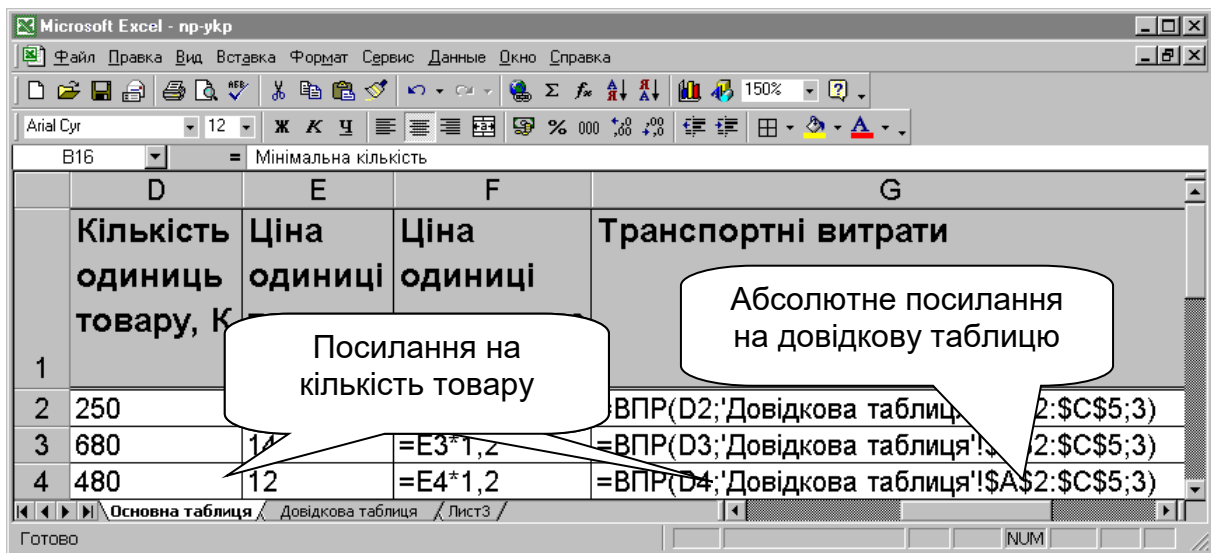 Microsoft Excel - пр-укр
Файл Правка Вид Вставка Формат Сервис Данные Окно Справка
150%
Arial Cyr 12 Ж К Ч % 000
B16 = Мінімальна кількість
D E F G
Кількість одиниць товару, К
Ціна одиниці
Ціна одиниці
Транспортні витрати
Абсолютне посилання
на довідкову таблицю
Посилання на
кількість товару
1
2 250 =ВПР(D2;'Довідкова таблиц 2:$C$5;3)
3 680 14 =E3*1,2 =ВПР(D3;'Довідкова таблиця'!$ 2:$C$5;3)
4 480 12 =E4*1,2 =ВПР(D4;'Довідкова таблиця'!$A$2:$C$5;3)
Основна таблиця Довідкова таблиця Лист3
Готово NUM